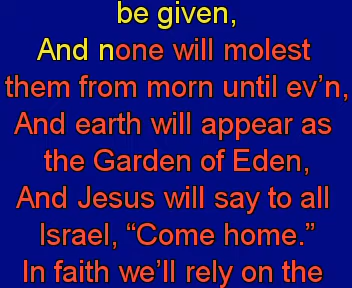 be given,
And none will molest
them from morn until ev’n,
And earth will appear as
the Garden of Eden,
And Jesus will say to all
Israel, “Come home.”
In faith we’ll rely on the